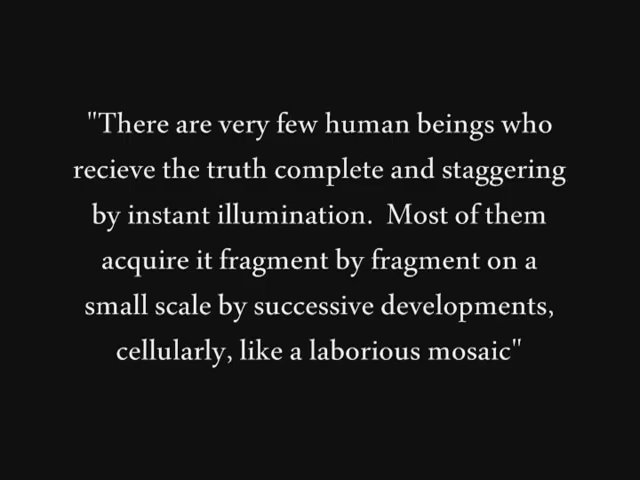 "There are very few human beings who
recieve the truth complete and staggering
by instant illumination.  Most of them
acquire it fragment by fragment on a
small scale by successive developments,
cellularly, like a laborious mosaic"